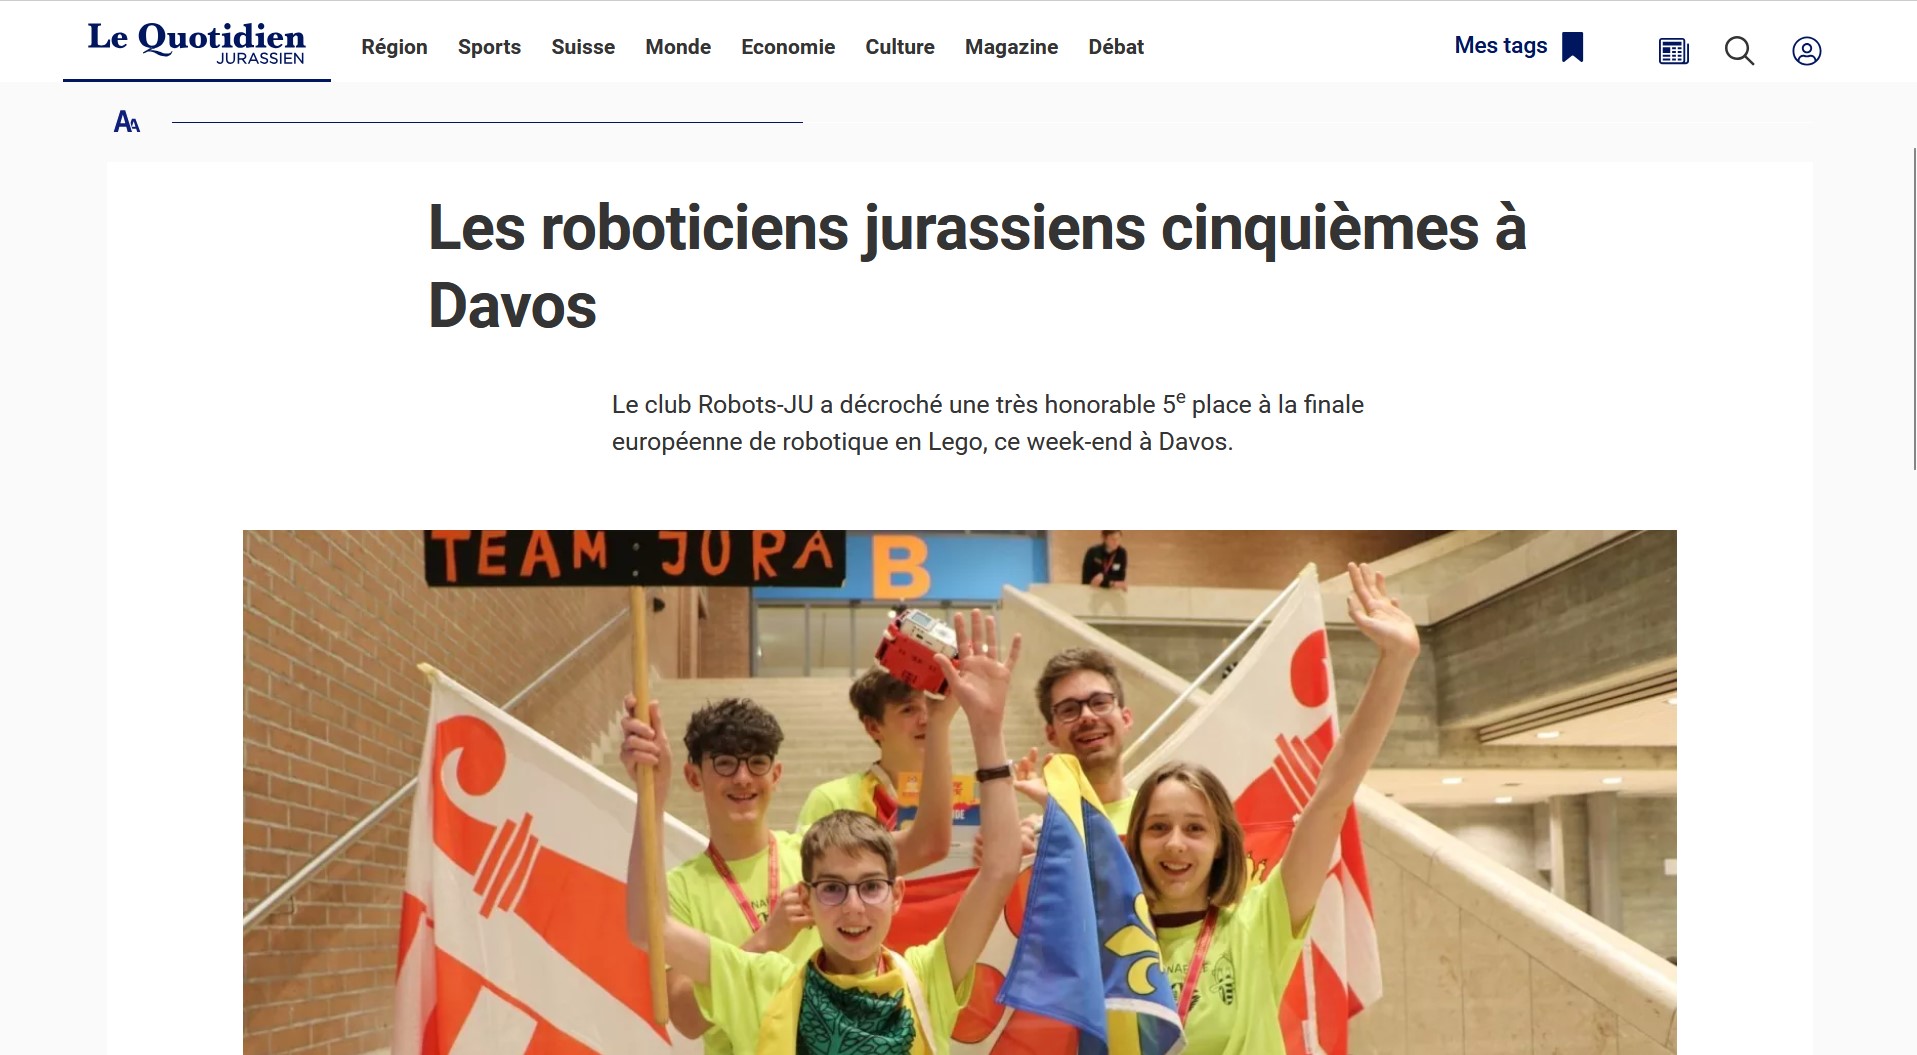 Le Quotidien
JURASSIEN
Région Sports Suisse Monde Economie Culture Magazine Débat
Mes tags
AA
Les roboticiens jurassiens cinquièmes à
Davos
Le club Robots-JU a décroché une très honorable 5e place à la finale
européenne de robotique en Lego, ce week-end à Davos.
TEAM : JURA
B